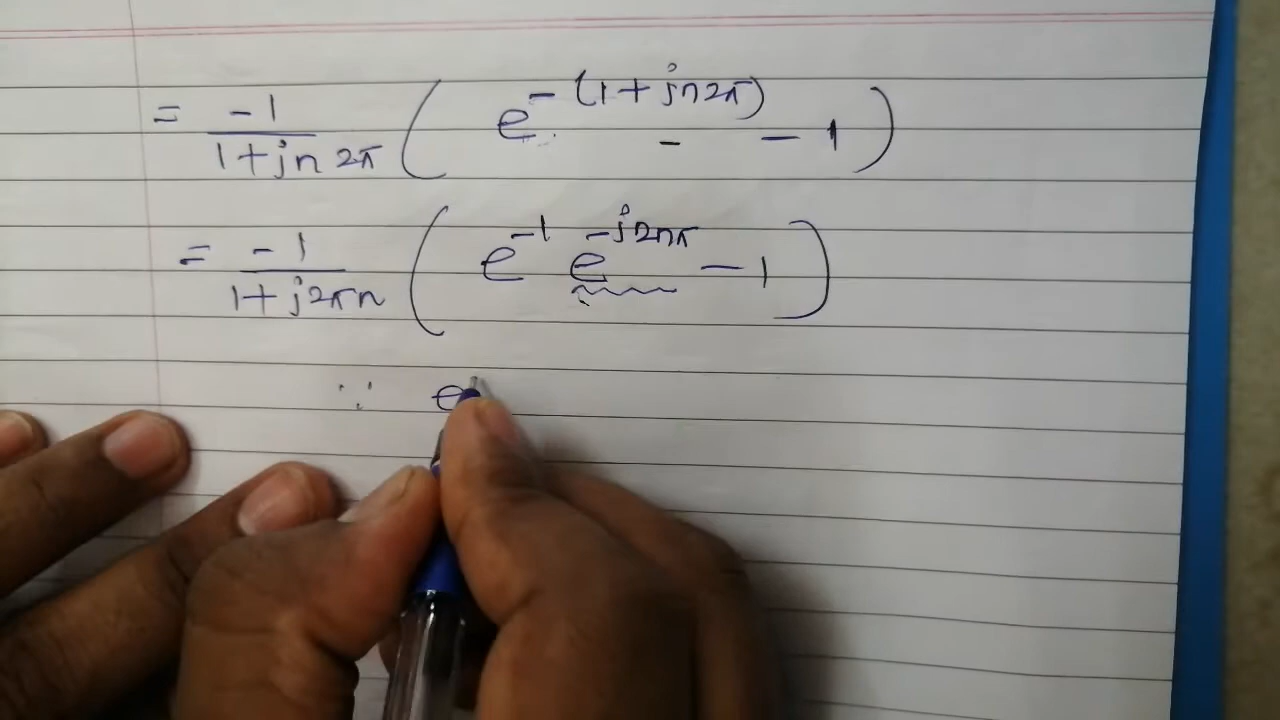 = -1 / (1+jn2π) ( e^-(1+jn2π) - 1 )
= -1 / (1+j2πn) ( e^-1 e^-j2nπ - 1 )
∵ e